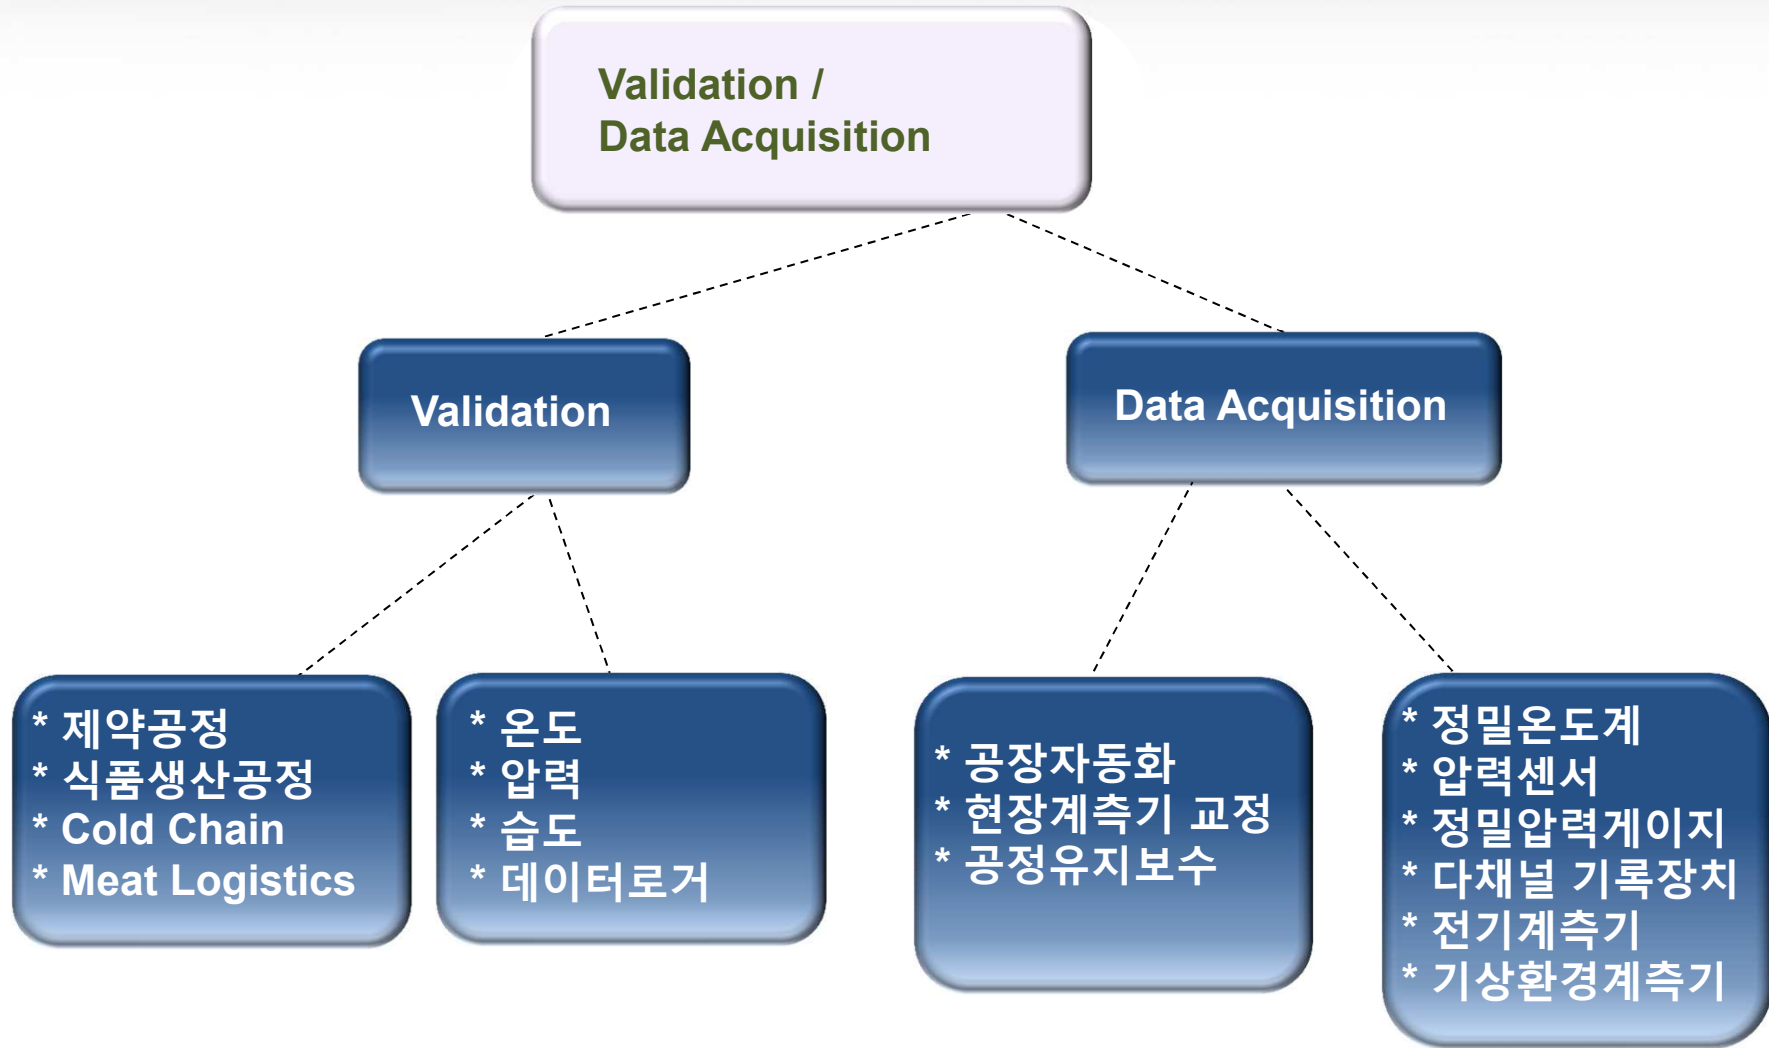 Validation /
Data Acquisition
Validation
Data Acquisition
* 제약공정
* 식품생산공정
* Cold Chain
* Meat Logistics
* 온도
* 압력
* 습도
* 데이터로거
* 공장자동화
* 현장계측기 교정
* 공정유지보수
* 정밀온도계
* 압력센서
* 정밀압력게이지
* 다채널 기록장치
* 전기계측기
* 기상환경계측기